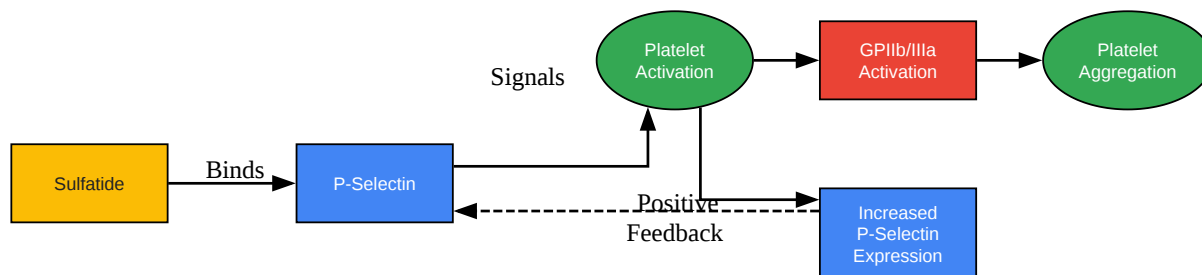 Sulfatide
Binds
P-Selectin
Signals
Platelet
Activation
GPIIb/IIIa
Activation
Platelet
Aggregation
Positive
Feedback
Increased
P-Selectin
Expression